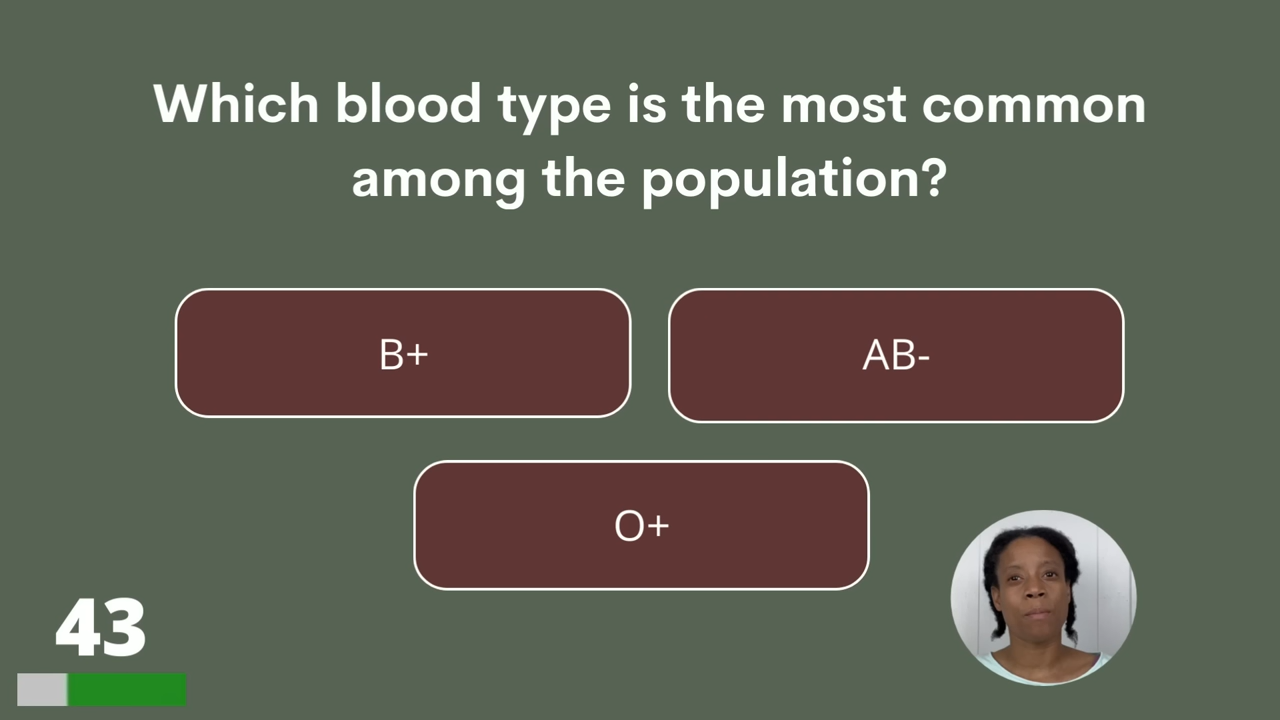 Which blood type is the most common
among the population?
B+
AB-
O+
43